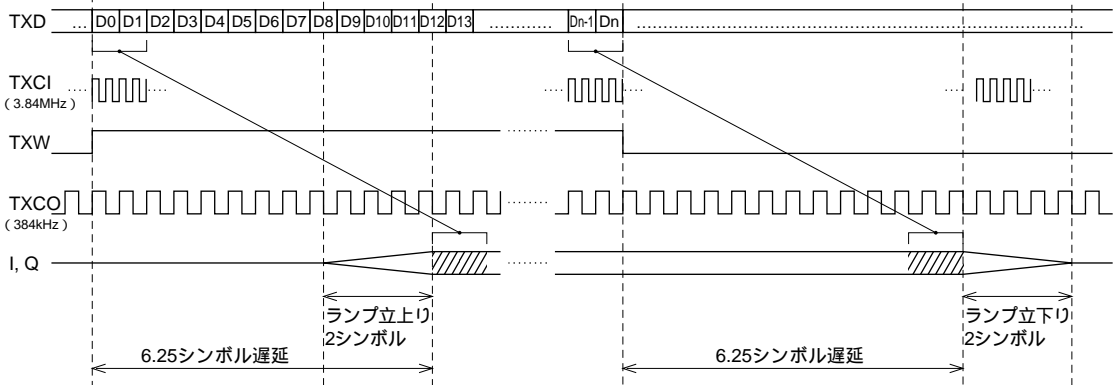 TXD ... D0 D1 D2 D3 D4 D5 D6 D7 D8 D9 D10 D11 D12 D13 ............... Dn-1 Dn ...............
TXCI
(3.84MHz)
TXW
TXCO
(384kHz)
I, Q
ランプ立上り
2シンボル
ランプ立下り
2シンボル
6.25シンボル遅延
6.25シンボル遅延